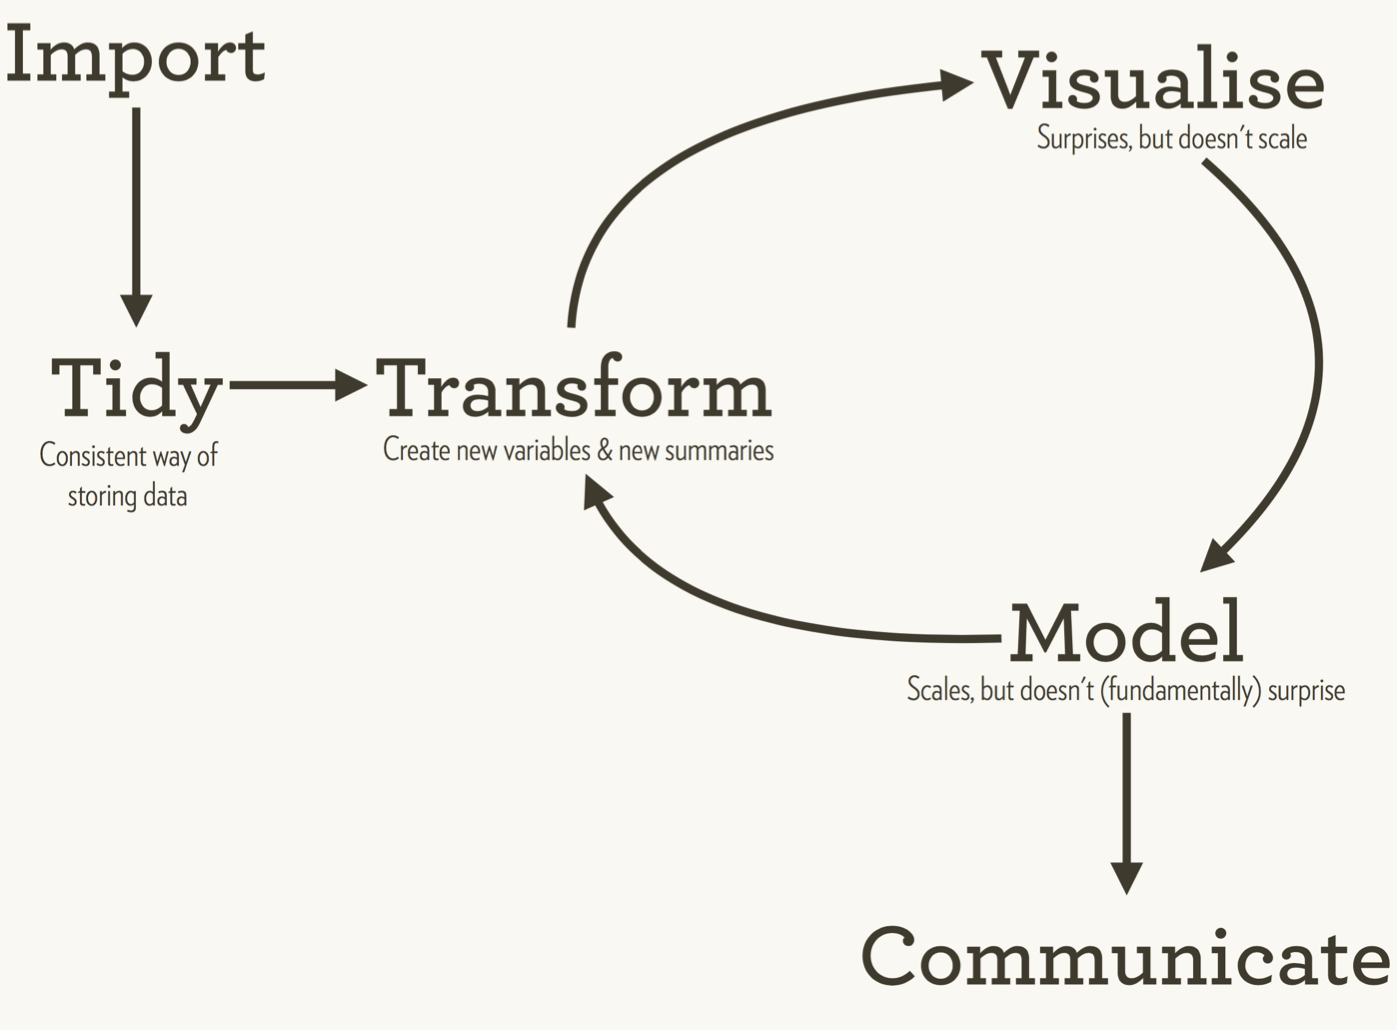 Import
Visualise
Surprises, but doesn't scale
Tidy
Consistent way of
storing data
Transform
Create new variables & new summaries
Model
Scales, but doesn't (fundamentally) surprise
Communicate